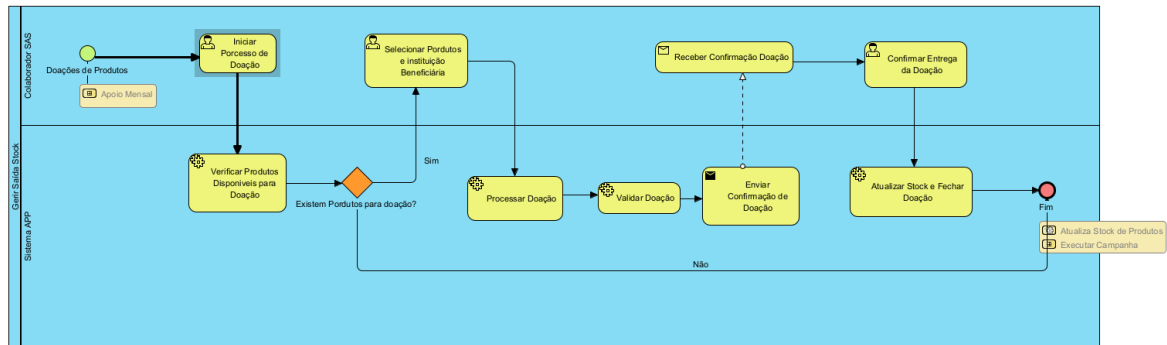 Gerir Saída Stock
Colaborador SAS
Doações de Produtos
Apoio Mensal
Iniciar
Porcesso de
Doação
Selecionar Pordutos
e instituição
Beneficiária
Receber Confirmação Doação
Confirmar Entrega
da Doação
Sistema APP
Verificar Produtos
Disponiveis para
Doação
Existem Pordutos para doação?
Sim
Não
Processar Doação
Validar Doação
Enviar
Confirmação de
Doação
Atualizar Stock e Fechar
Doação
Fim
Atualiza Stock de Produtos
Executar Campanha